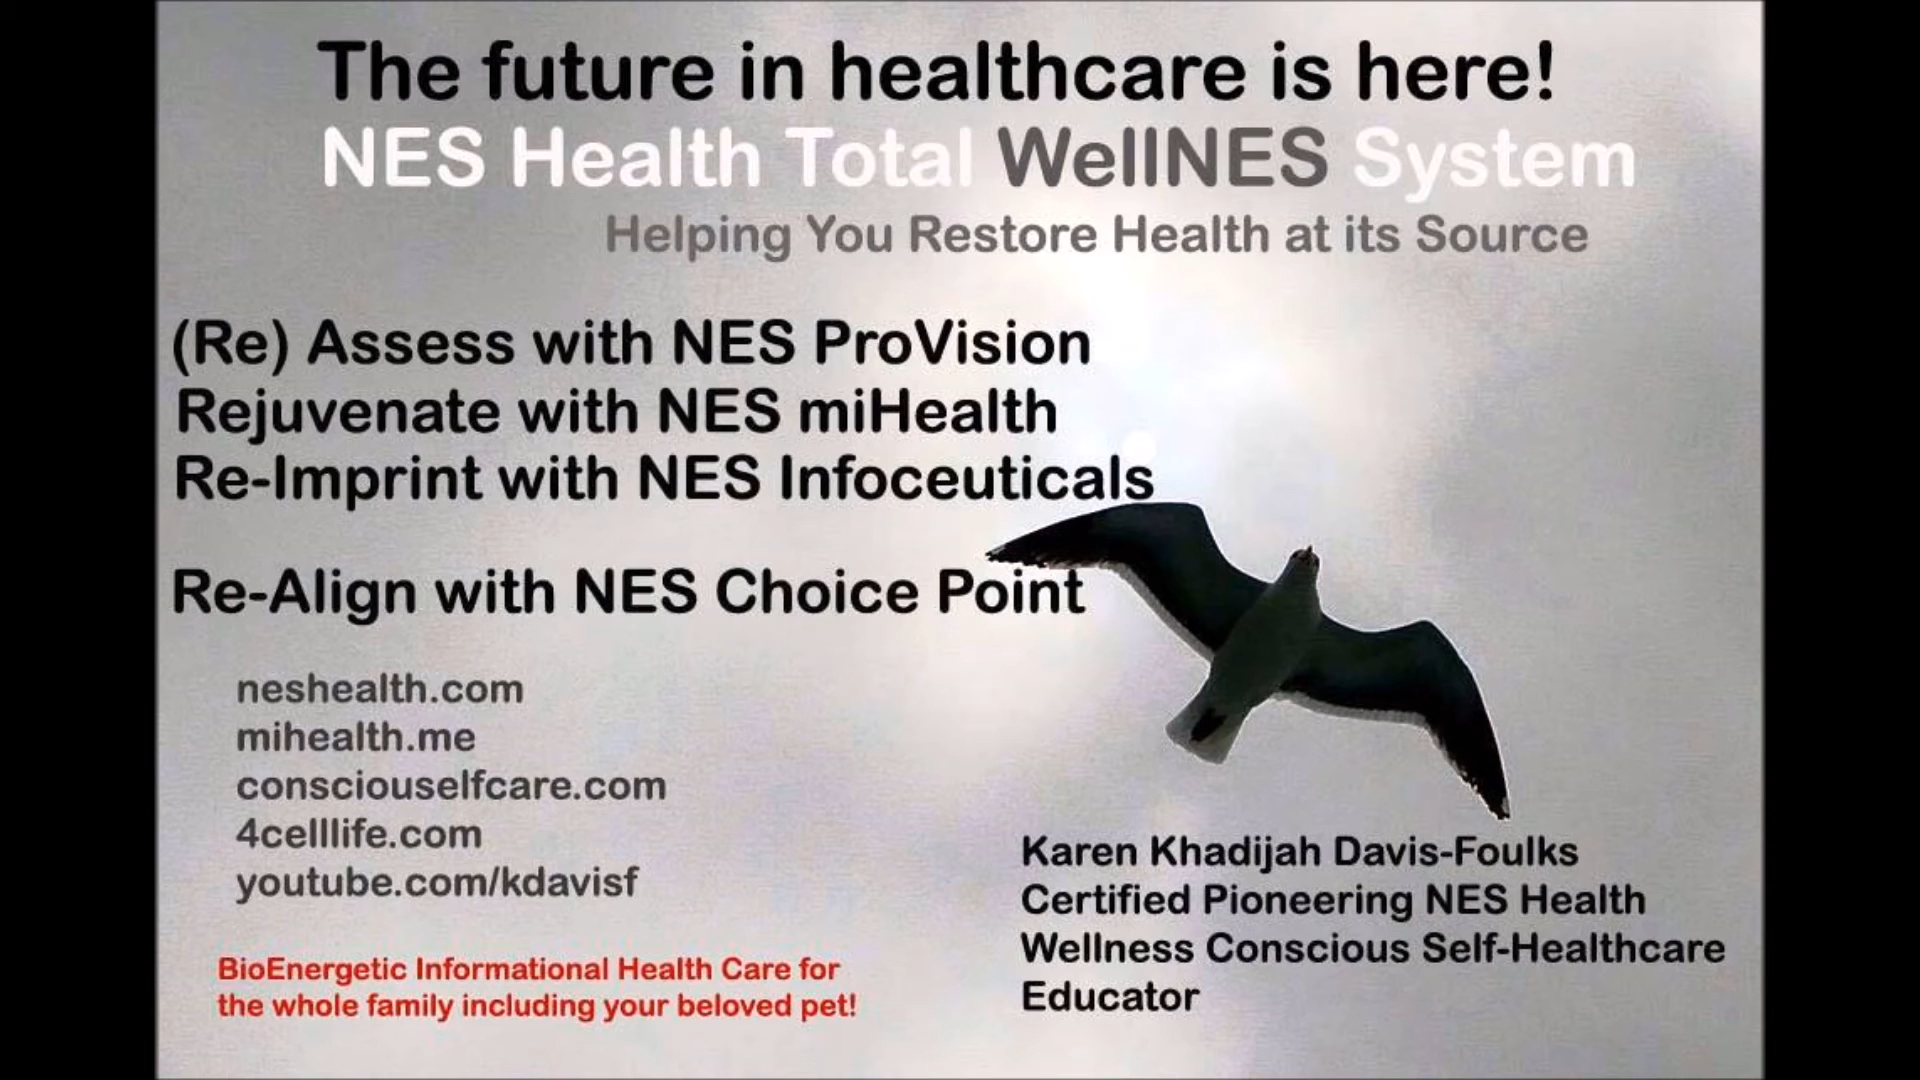 The future in healthcare is here!
NES Health Total WellNES System
Helping You Restore Health at its Source
(Re) Assess with NES ProVision
Rejuvenate with NES miHealth
Re-Imprint with NES Infoceuticals
Re-Align with NES Choice Point
neshealth.com
mihealth.me
consciouselfcare.com
4celllife.com
youtube.com/kdavisf
BioEnergetic Informational Health Care for
the whole family including your beloved pet!
Karen Khadijah Davis-Foulks
Certified Pioneering NES Health
Wellness Conscious Self-Healthcare
Educator